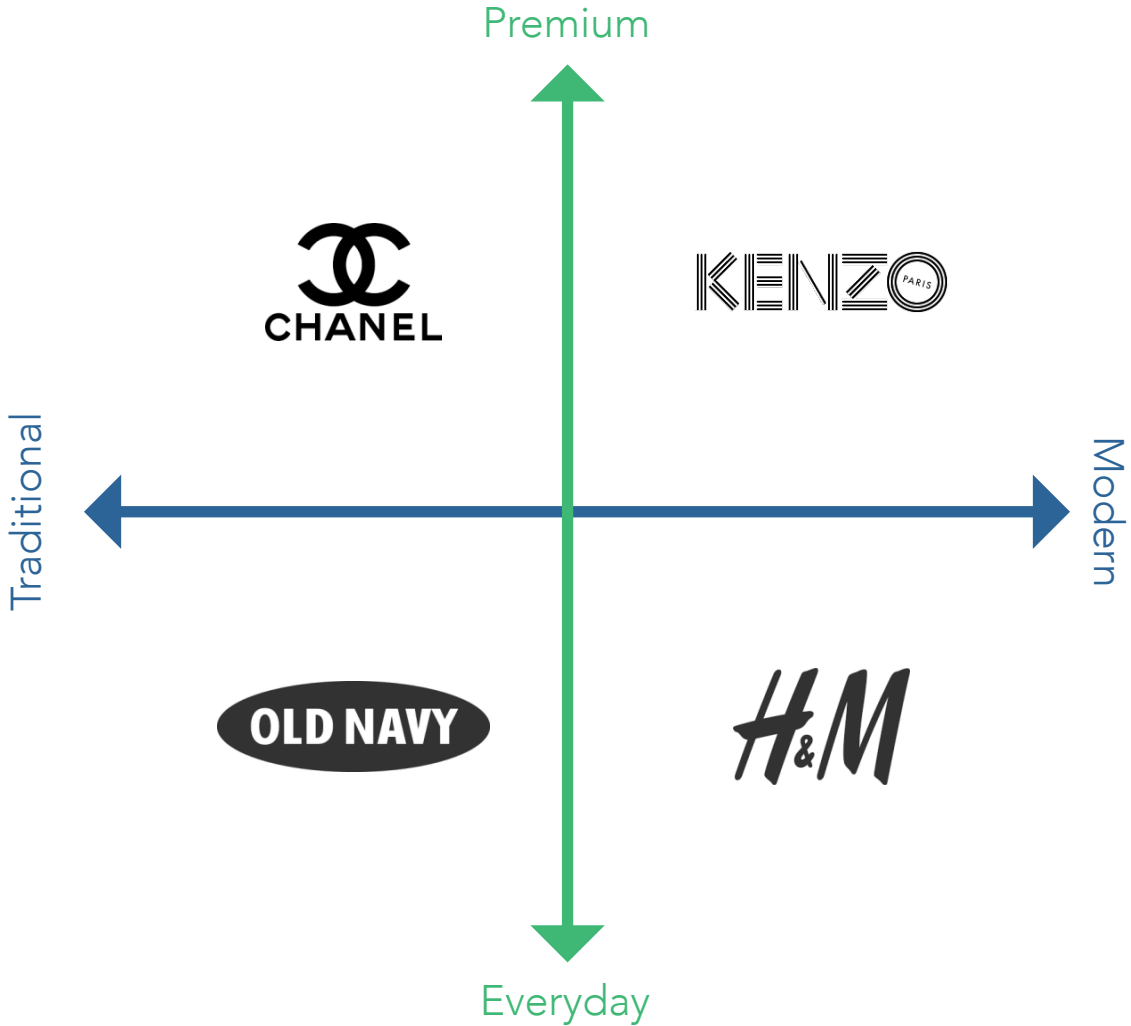 Premium
CHANEL
KENZO
PARIS
Traditional
Modern
OLD NAVY
H&M
Everyday